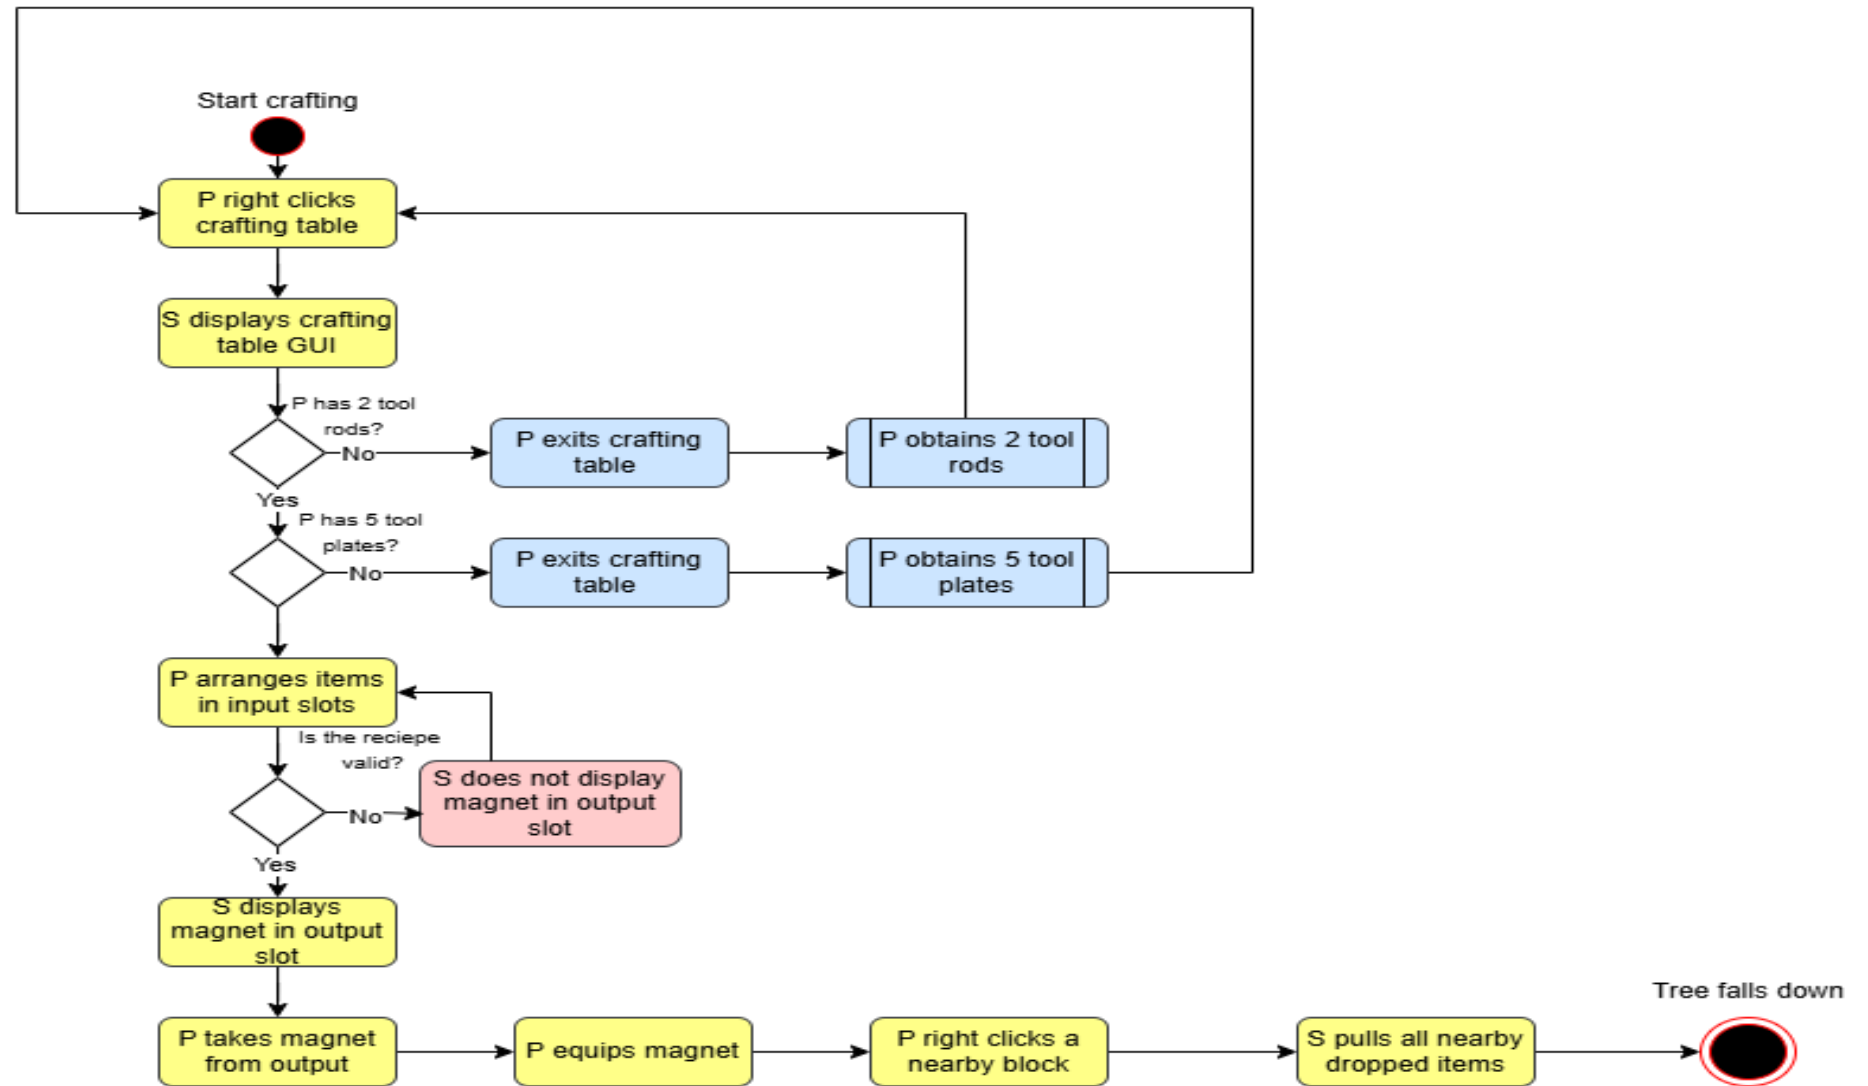 Start crafting
P right clicks
crafting table
S displays crafting
table GUI
P has 2 tool
rods?
No
P exits crafting
table
P obtains 2 tool
rods
Yes
P has 5 tool
plates?
No
P exits crafting
table
P obtains 5 tool
plates
P arranges items
in input slots
Is the reciepe
valid?
No
S does not display
magnet in output
slot
Yes
S displays
magnet in output
slot
P takes magnet
from output
P equips magnet
P right clicks a
nearby block
S pulls all nearby
dropped items
Tree falls down